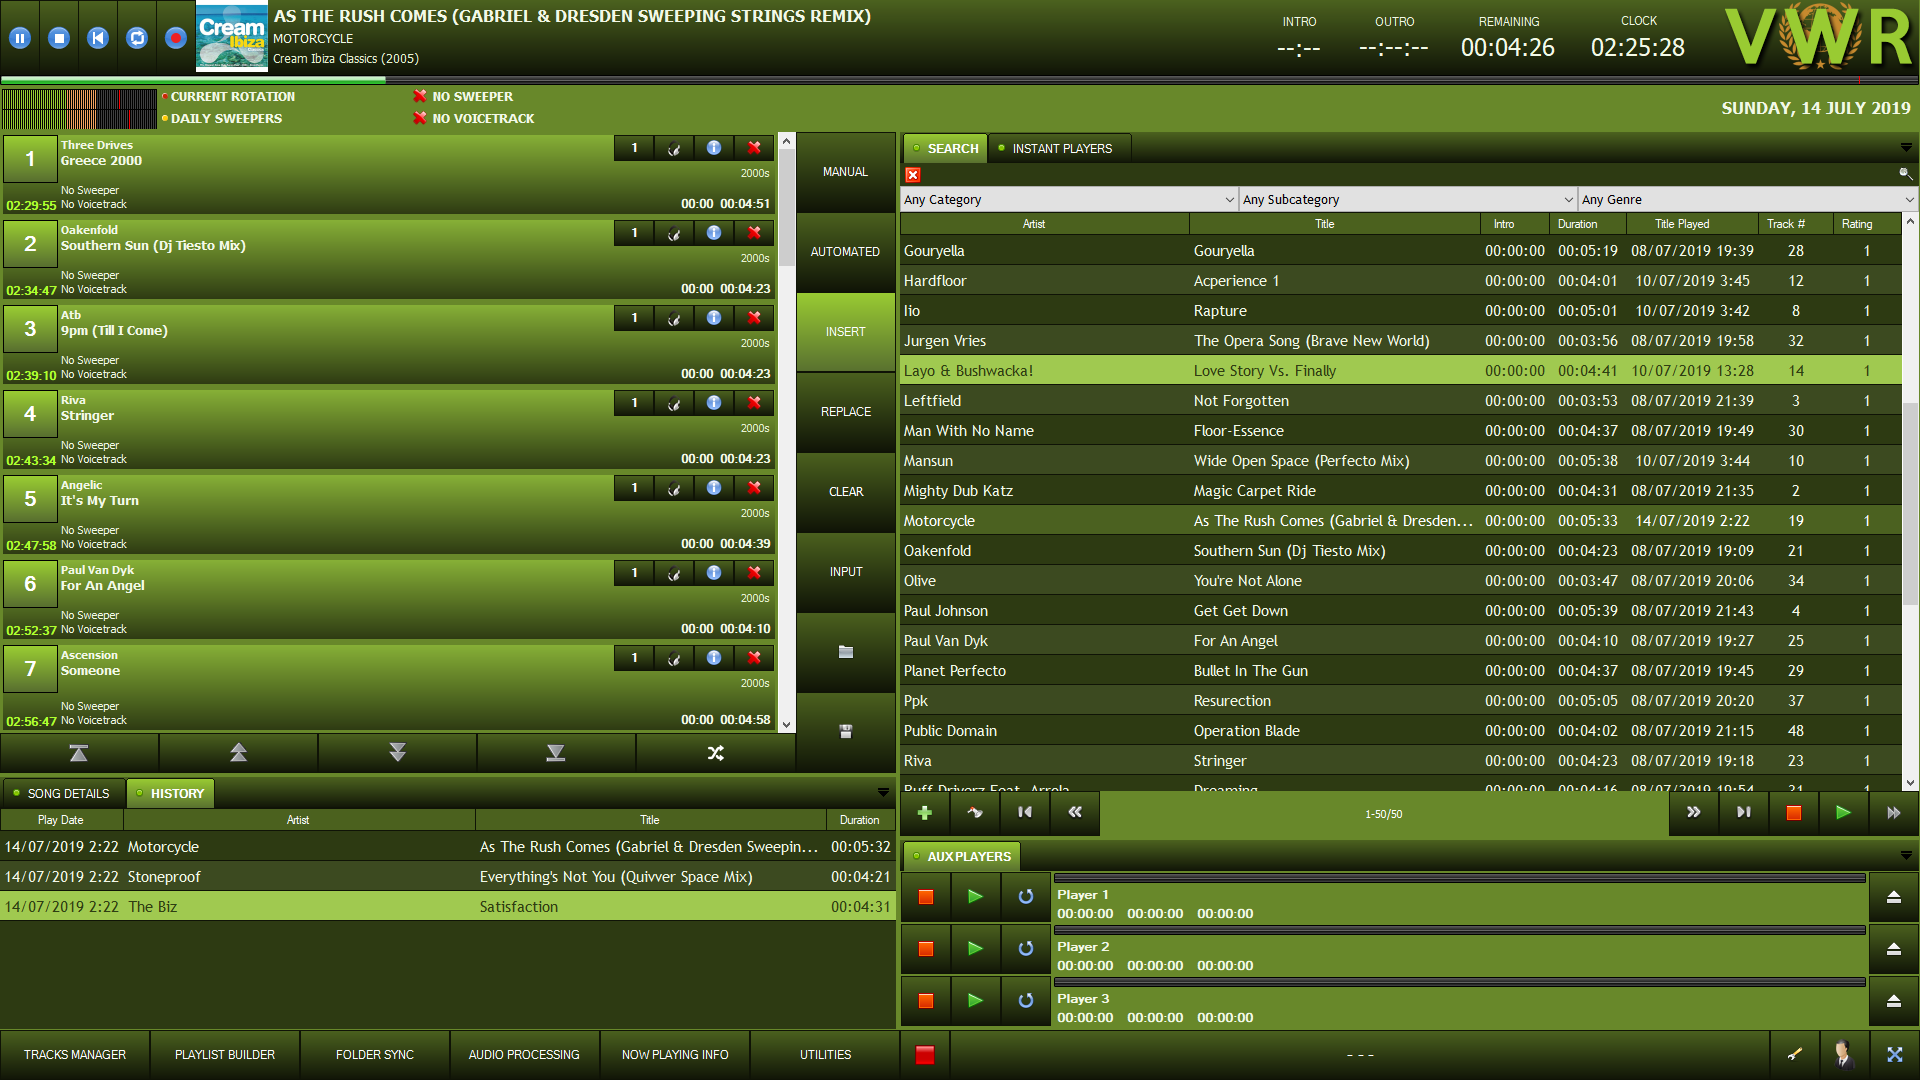 AS THE RUSH COMES (GABRIEL & DRESDEN SWEEPING STRINGS REMIX)
MOTORCYCLE
Cream Ibiza Classics (2005)
Cream
Ibiza
INTRO OUTRO REMAINING CLOCK
--:-- --:--:-- 00:04:26 02:25:28
VWR
CURRENT ROTATION NO SWEEPER
DAILY SWEEPERS NO VOICETRACK
SUNDAY, 14 JULY 2019
1 Three Drives 1
Greece 2000
2000s
No Sweeper
02:29:55 No Voicetrack 00:00 00:04:51
2 Oakenfold 1
Southern Sun (Dj Tiesto Mix)
2000s
No Sweeper
02:34:47 No Voicetrack 00:00 00:04:23
3 Atb 1
9pm (Till I Come)
2000s
No Sweeper
02:39:10 No Voicetrack 00:00 00:04:23
4 Riva 1
Stringer
2000s
No Sweeper
02:43:34 No Voicetrack 00:00 00:04:23
5 Angelic 1
It's My Turn
2000s
No Sweeper
02:47:58 No Voicetrack 00:00 00:04:39
6 Paul Van Dyk 1
For An Angel
2000s
No Sweeper
02:52:37 No Voicetrack 00:00 00:04:10
7 Ascension 1
Someone
2000s
No Sweeper
02:56:47 No Voicetrack 00:00 00:04:58
MANUAL
AUTOMATED
INSERT
REPLACE
CLEAR
INPUT
SEARCH INSTANT PLAYERS
Any Category Any Subcategory Any Genre
Artist Title Intro Duration Title Played Track # Rating
Gouryella Gouryella 00:00:00 00:05:19 08/07/2019 19:39 28 1
Hardfloor Acperience 1 00:00:00 00:04:01 10/07/2019 3:45 12 1
Iio Rapture 00:00:00 00:05:01 10/07/2019 3:42 8 1
Jurgen Vries The Opera Song (Brave New World) 00:00:00 00:03:56 08/07/2019 19:58 32 1
Layo & Bushwacka! Love Story Vs. Finally 00:00:00 00:04:41 10/07/2019 13:28 14 1
Leftfield Not Forgotten 00:00:00 00:03:53 08/07/2019 21:39 3 1
Man With No Name Floor-Essence 00:00:00 00:04:37 08/07/2019 19:49 30 1
Mansun Wide Open Space (Perfecto Mix) 00:00:00 00:05:38 10/07/2019 3:44 10 1
Mighty Dub Katz Magic Carpet Ride 00:00:00 00:04:31 08/07/2019 21:35 2 1
Motorcycle As The Rush Comes (Gabriel & Dresden... 00:00:00 00:05:33 14/07/2019 2:22 19 1
Oakenfold Southern Sun (Dj Tiesto Mix) 00:00:00 00:04:23 08/07/2019 19:09 21 1
Olive You're Not Alone 00:00:00 00:03:47 08/07/2019 20:06 34 1
Paul Johnson Get Get Down 00:00:00 00:05:39 08/07/2019 21:43 4 1
Paul Van Dyk For An Angel 00:00:00 00:04:10 08/07/2019 19:27 25 1
Planet Perfecto Bullet In The Gun 00:00:00 00:04:37 08/07/2019 19:45 29 1
Ppk Resurection 00:00:00 00:05:05 08/07/2019 20:20 37 1
Public Domain Operation Blade 00:00:00 00:04:02 08/07/2019 21:15 48 1
Riva Stringer 00:00:00 00:04:23 08/07/2019 19:18 23 1
Ruff Driverz Feat. Arrola Dreaming 00:00:00 00:04:16 08/07/2019 19:54 31 1
1-50/50
SONG DETAILS HISTORY
Play Date Artist Title Duration
14/07/2019 2:22 Motorcycle As The Rush Comes (Gabriel & Dresden Sweepin... 00:05:32
14/07/2019 2:22 Stoneproof Everything's Not You (Quivver Space Mix) 00:04:21
14/07/2019 2:22 The Biz Satisfaction 00:04:31
AUX PLAYERS
Player 1
00:00:00 00:00:00 00:00:00
Player 2
00:00:00 00:00:00 00:00:00
Player 3
00:00:00 00:00:00 00:00:00
TRACKS MANAGER PLAYLIST BUILDER FOLDER SYNC AUDIO PROCESSING NOW PLAYING INFO UTILITIES - - -